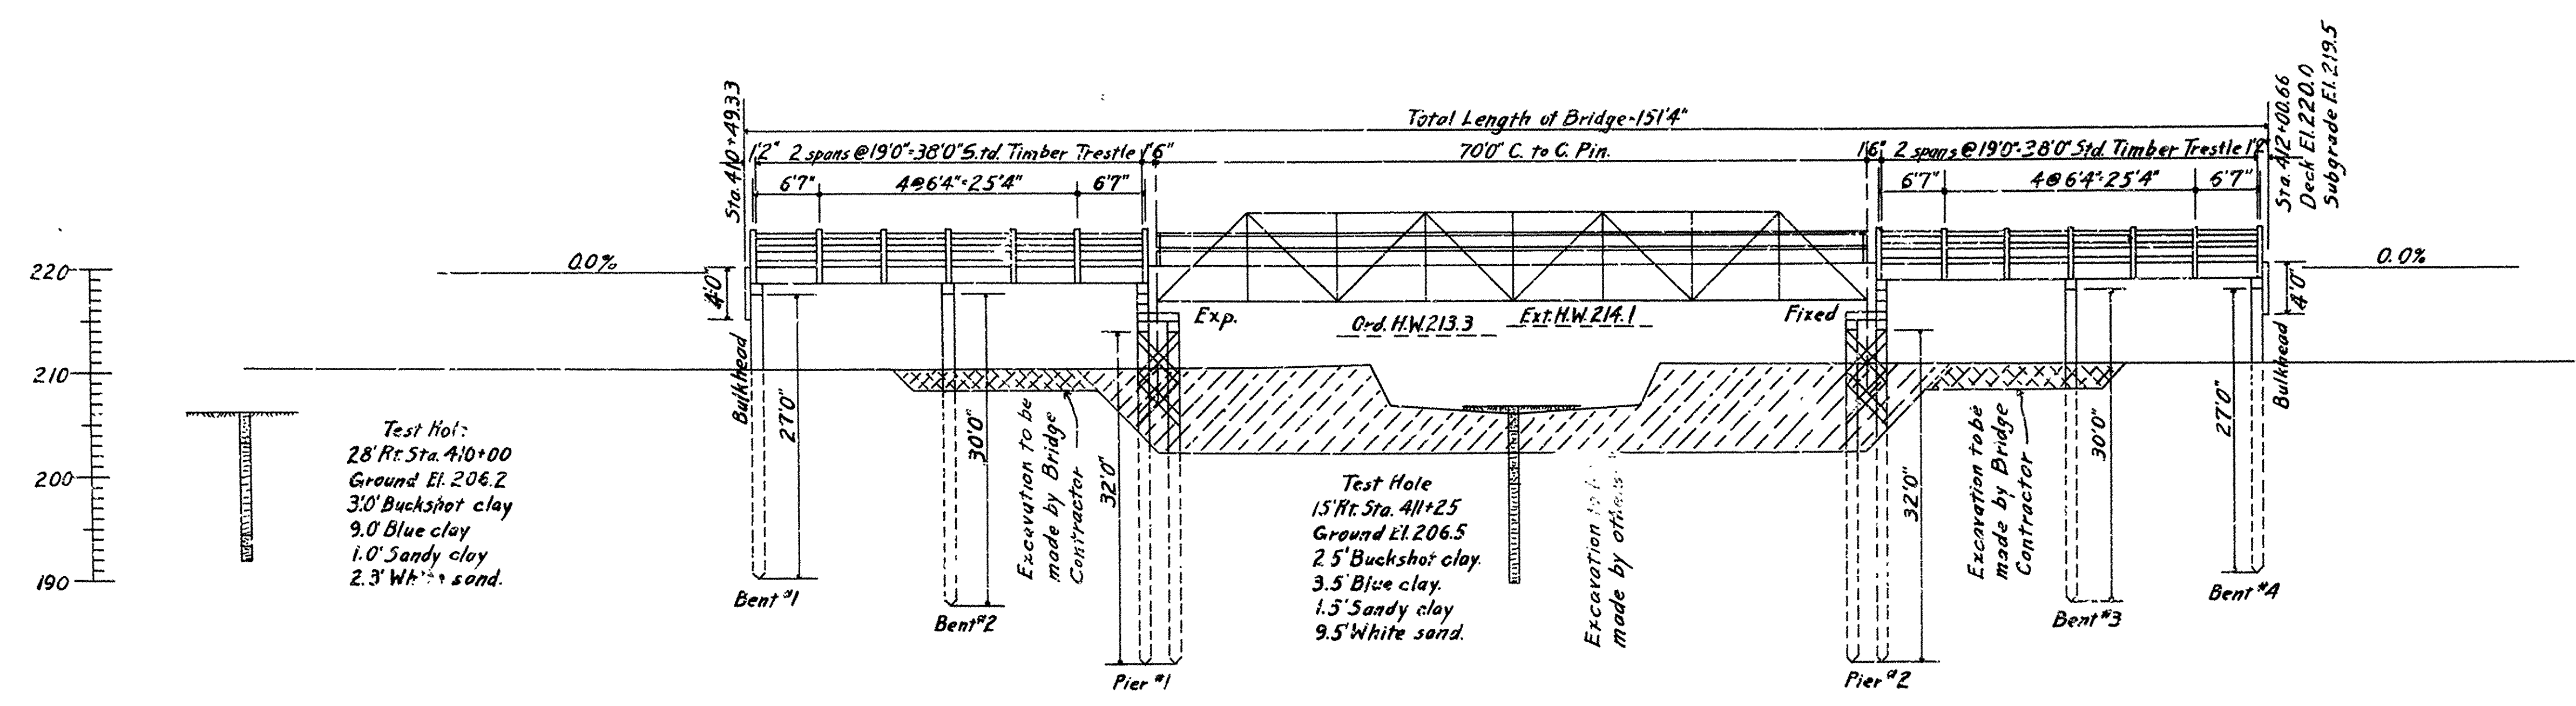 Total Length of Bridge-151'4"
Sta. 410+49.33
1'2" 2 spans @ 19'0"=38'0" Std. Timber Trestle 1'6"
70'0" C. to C. Pin.
1'6" 2 spans @ 19'0"=38'0" Std. Timber Trestle 1'2"
Sta. 412+00.66
Deck El. 220.0
Subgrade El. 219.5
6'7" 4@6'4"=25'4" 6'7"
6'7" 4@6'4"=25'4" 6'7"
0.0%
0.0%
220
210
200
190
4'0"
4'0"
Exp.
Ord. H.W. 213.3
Ext. H.W. 214.1
Fixed
Bulkhead
Bulkhead
27'0"
30'0"
32'0"
32'0"
30'0"
27'0"
Test
28' Rt. Sta. 410+00
Ground El. 206.2
3.0' Buckshot clay
9.0' Blue clay
1.0' Sandy clay
2.3' White sand.
Excavation to be
made by Bridge
Contractor
Test Hole
15' Rt. Sta. 411+25
Ground El. 206.5
2.5' Buckshot clay.
3.5' Blue clay.
1.5' Sandy clay
9.5' White sand.
Excavation
made by others
Excavation to be
made by Bridge
Contractor
Bent #1
Bent #2
Pier #1
Pier #2
Bent #3
Bent #4